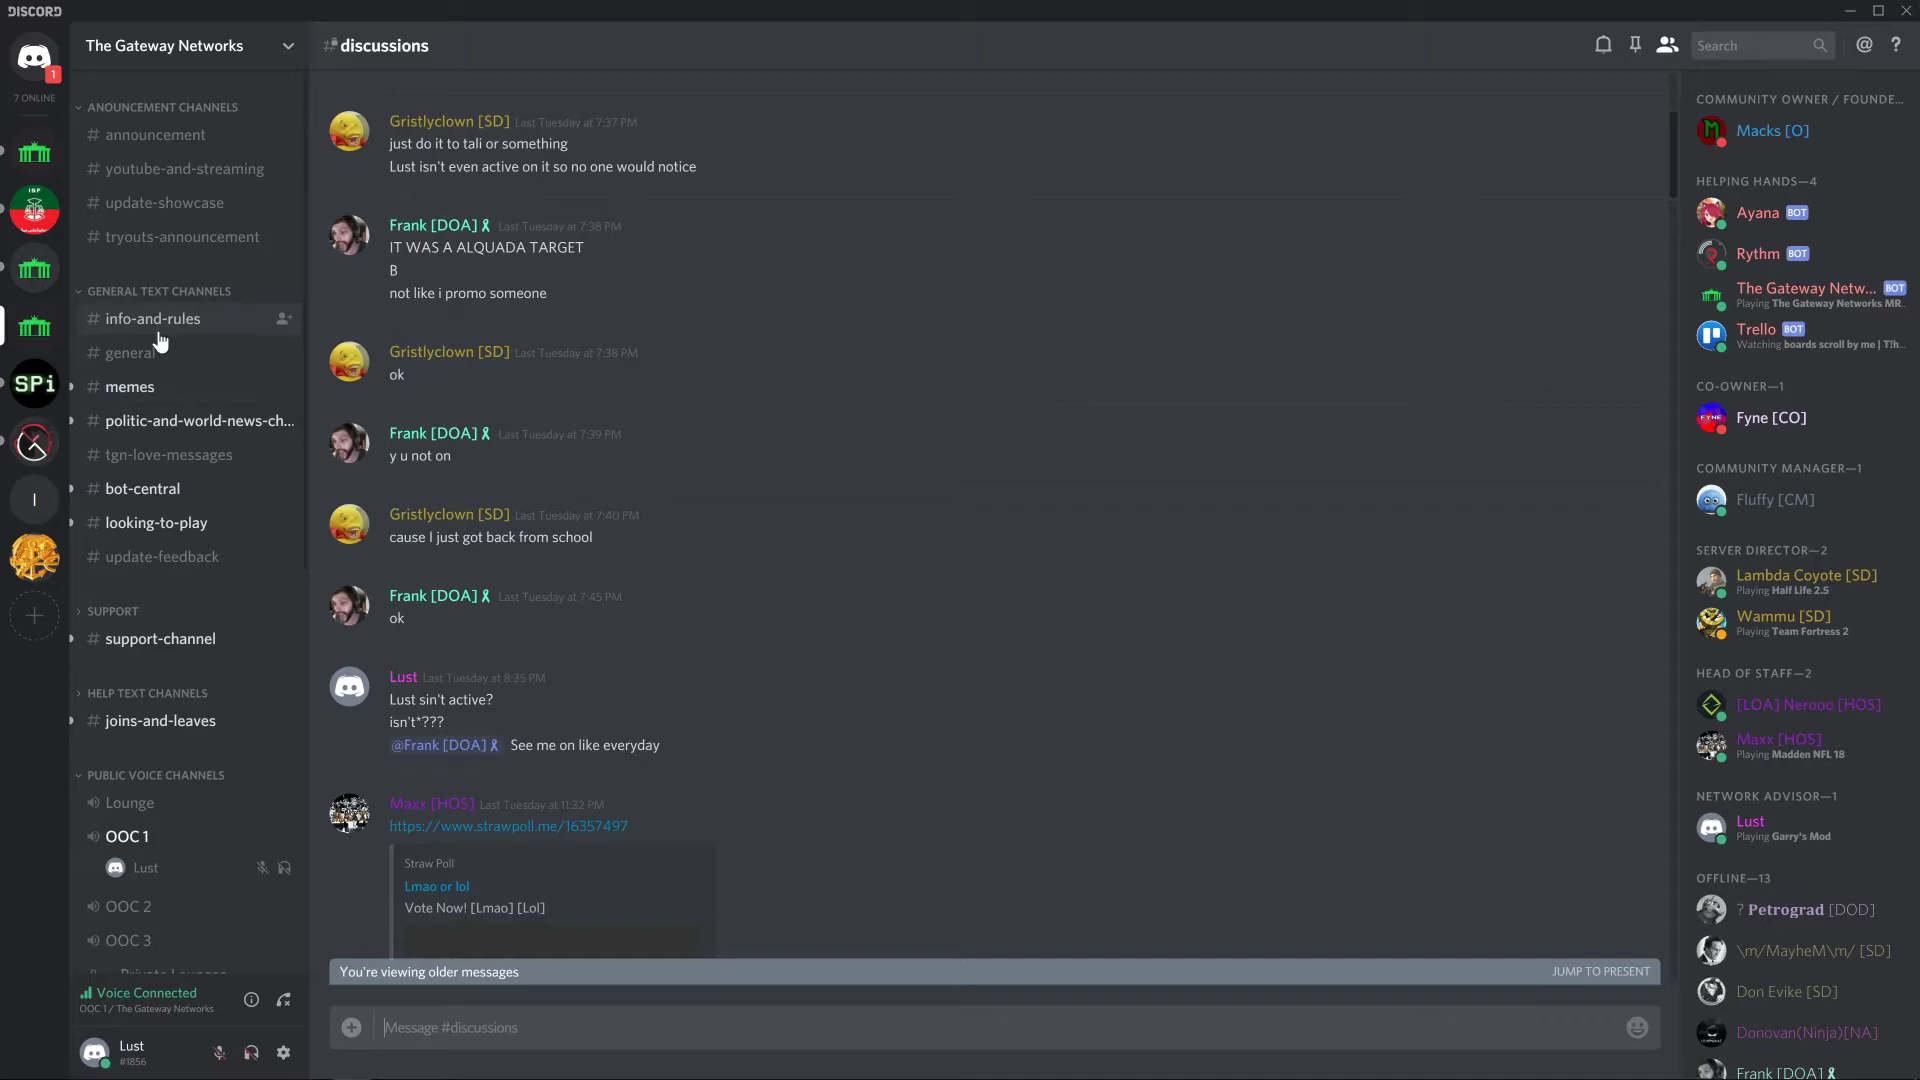 DISCORD
1
7 ONLINE
ISF
SPi
I
The Gateway Networks
ANOUNCEMENT CHANNELS
# announcement
# youtube-and-streaming
# update-showcase
# tryouts-announcement
GENERAL TEXT CHANNELS
# info-and-rules
# general
# memes
# politic-and-world-news-ch...
# tgn-love-messages
# bot-central
# looking-to-play
# update-feedback
SUPPORT
# support-channel
HELP TEXT CHANNELS
# joins-and-leaves
PUBLIC VOICE CHANNELS
Lounge
OOC 1
Lust
OOC 2
OOC 3
Private Lounges
Voice Connected
OOC 1 / The Gateway Networks
Lust
#1856
# discussions
Search
Gristlyclown [SD] Last Tuesday at 7:37 PM
just do it to tali or something
Lust isn't even active on it so no one would notice
Frank [DOA] Last Tuesday at 7:38 PM
IT WAS A ALQUADA TARGET
B
not like i promo someone
Gristlyclown [SD] Last Tuesday at 7:38 PM
ok
Frank [DOA] Last Tuesday at 7:39 PM
y u not on
Gristlyclown [SD] Last Tuesday at 7:40 PM
cause I just got back from school
Frank [DOA] Last Tuesday at 7:45 PM
ok
Lust Last Tuesday at 8:35 PM
Lust sin't active?
isn't*???
@Frank [DOA] See me on like everyday
Maxx [HOS] Last Tuesday at 11:32 PM
https://www.strawpoll.me/16357497
Straw Poll
Lmao or lol
Vote Now! [Lmao] [Lol]
You're viewing older messages
JUMP TO PRESENT
Message #discussions
COMMUNITY OWNER / FOUNDE...
Macks [O]
HELPING HANDS—4
Ayana BOT
Rythm BOT
The Gateway Netw... BOT
Playing The Gateway Networks MR...
Trello BOT
Watching boards scroll by me | T!h...
CO-OWNER—1
FYNE
Fyne [CO]
COMMUNITY MANAGER—1
Fluffy [CM]
SERVER DIRECTOR—2
Lambda Coyote [SD]
Playing Half Life 2.5
Wammu [SD]
Playing Team Fortress 2
HEAD OF STAFF—2
[LOA] Nerooo [HOS]
Maxx [HOS]
Playing Madden NFL 18
NETWORK ADVISOR—1
Lust
Playing Garry's Mod
OFFLINE—13
? Petrograd [DOD]
\m/MayheM\m/ [SD]
Don Evike [SD]
Donovan(Ninja)[NA]
Frank [DOA]